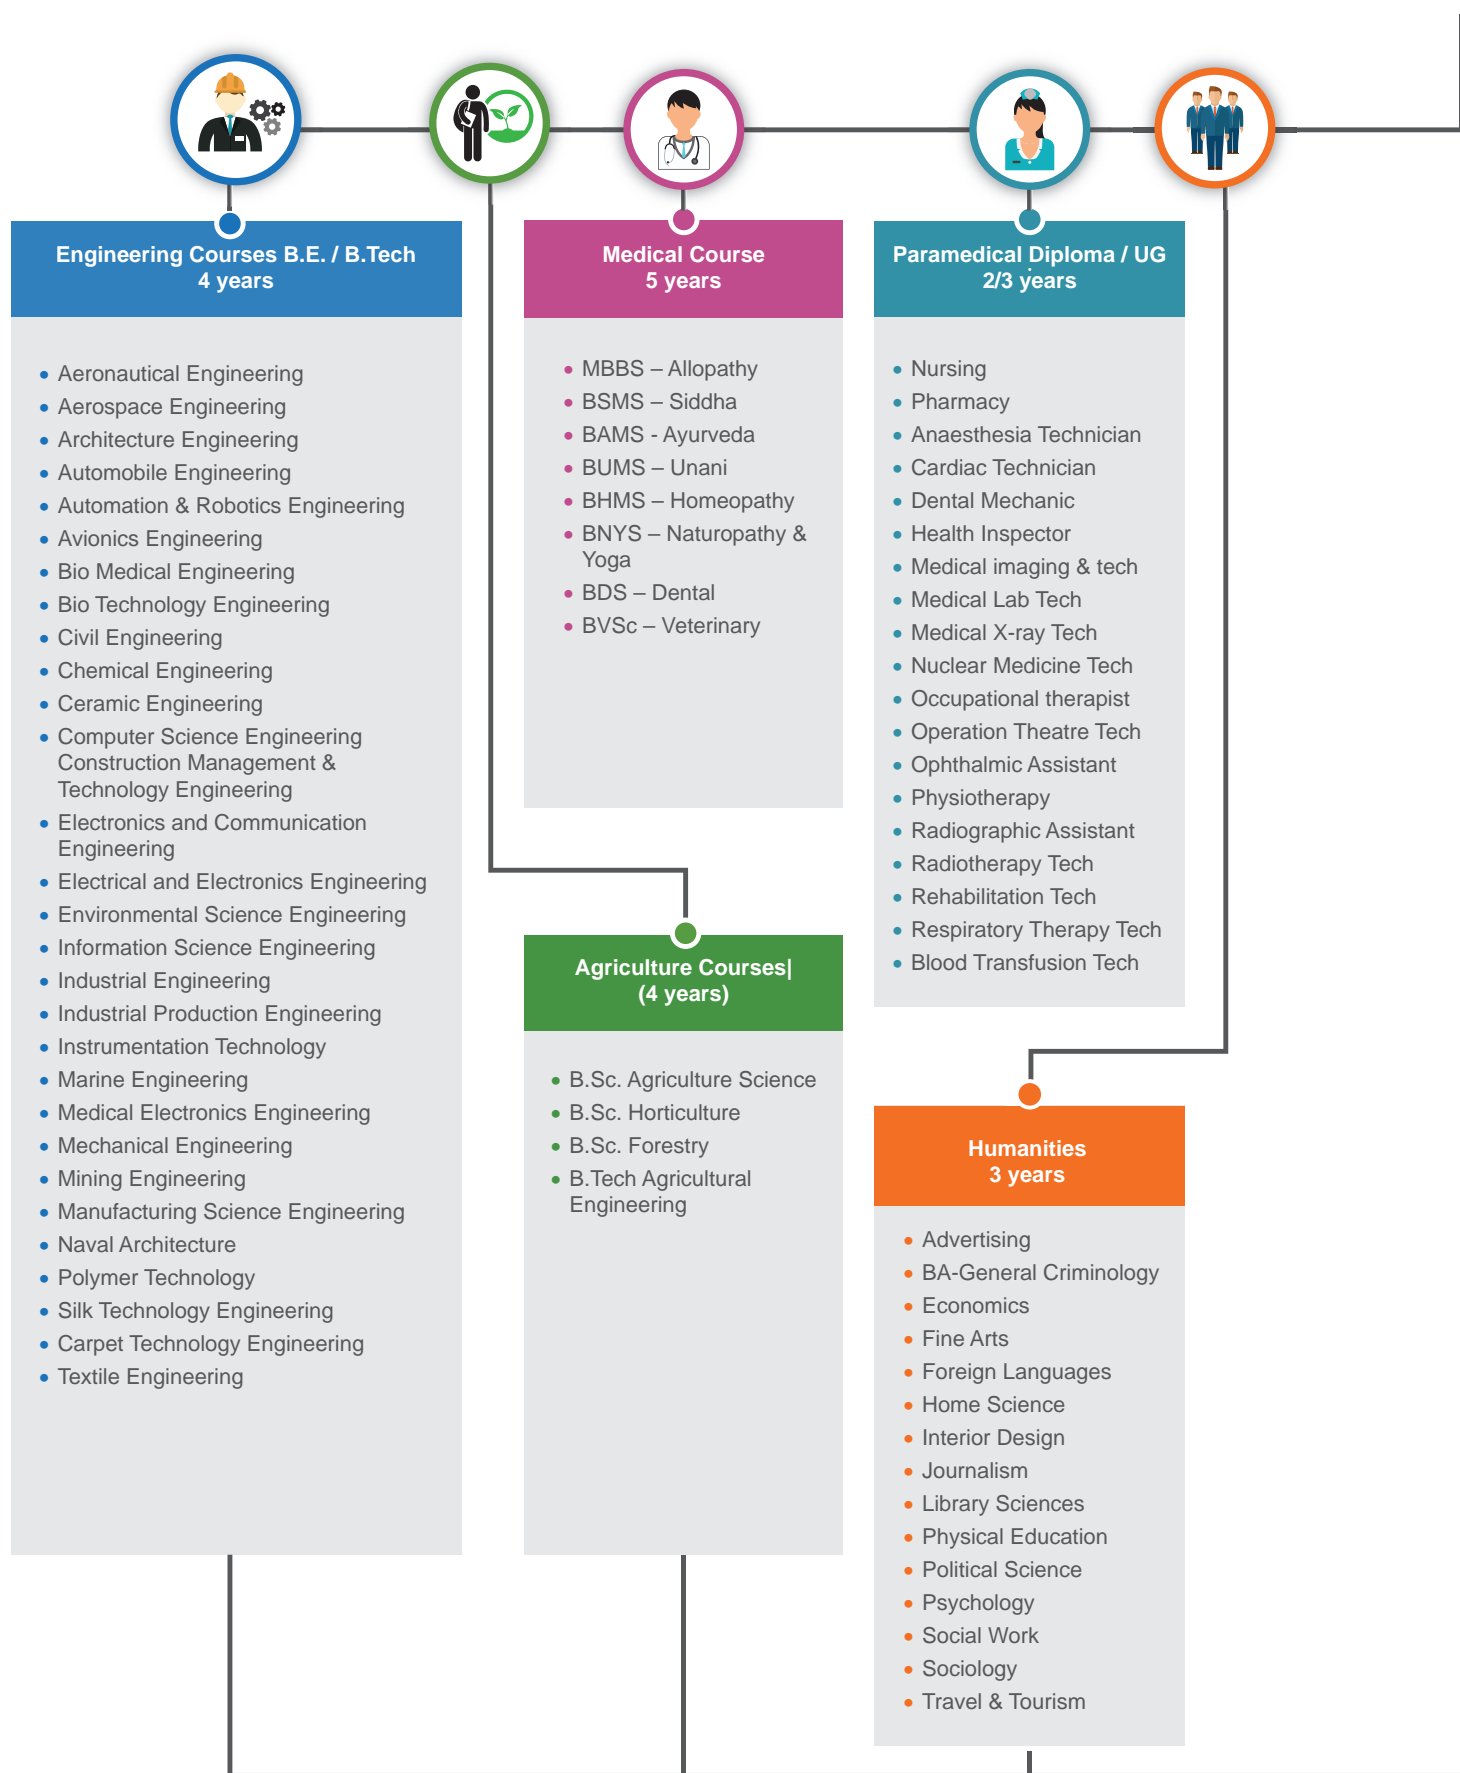 Engineering Courses B.E. / B.Tech
4 years
Aeronautical Engineering
Aerospace Engineering
Architecture Engineering
Automobile Engineering
Automation & Robotics Engineering
Avionics Engineering
Bio Medical Engineering
Bio Technology Engineering
Civil Engineering
Chemical Engineering
Ceramic Engineering
Computer Science Engineering
Construction Management &
Technology Engineering
Electronics and Communication
Engineering
Electrical and Electronics Engineering
Environmental Science Engineering
Information Science Engineering
Industrial Engineering
Industrial Production Engineering
Instrumentation Technology
Marine Engineering
Medical Electronics Engineering
Mechanical Engineering
Mining Engineering
Manufacturing Science Engineering
Naval Architecture
Polymer Technology
Silk Technology Engineering
Carpet Technology Engineering
Textile Engineering
Medical Course
5 years
MBBS – Allopathy
BSMS – Siddha
BAMS - Ayurveda
BUMS – Unani
BHMS – Homeopathy
BNYS – Naturopathy &
Yoga
BDS – Dental
BVSc – Veterinary
Agriculture Courses|
(4 years)
B.Sc. Agriculture Science
B.Sc. Horticulture
B.Sc. Forestry
B.Tech Agricultural
Engineering
Paramedical Diploma / UG
2/3 years
Nursing
Pharmacy
Anaesthesia Technician
Cardiac Technician
Dental Mechanic
Health Inspector
Medical imaging & tech
Medical Lab Tech
Medical X-ray Tech
Nuclear Medicine Tech
Occupational therapist
Operation Theatre Tech
Ophthalmic Assistant
Physiotherapy
Radiographic Assistant
Radiotherapy Tech
Rehabilitation Tech
Respiratory Therapy Tech
Blood Transfusion Tech
Humanities
3 years
Advertising
BA-General Criminology
Economics
Fine Arts
Foreign Languages
Home Science
Interior Design
Journalism
Library Sciences
Physical Education
Political Science
Psychology
Social Work
Sociology
Travel & Tourism